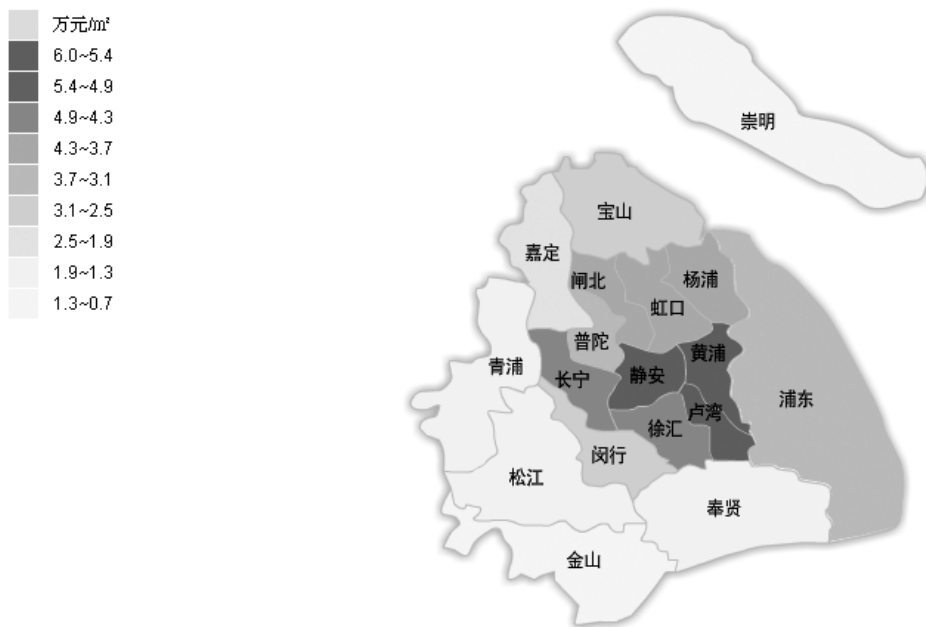 万元/㎡
6.0~5.4
5.4~4.9
4.9~4.3
4.3~3.7
3.7~3.1
3.1~2.5
2.5~1.9
1.9~1.3
1.3~0.7
崇明
宝山
嘉定
闸北
杨浦
虹口
普陀
黄浦
青浦
长宁
静安
浦东
卢湾
徐汇
闵行
松江
奉贤
金山